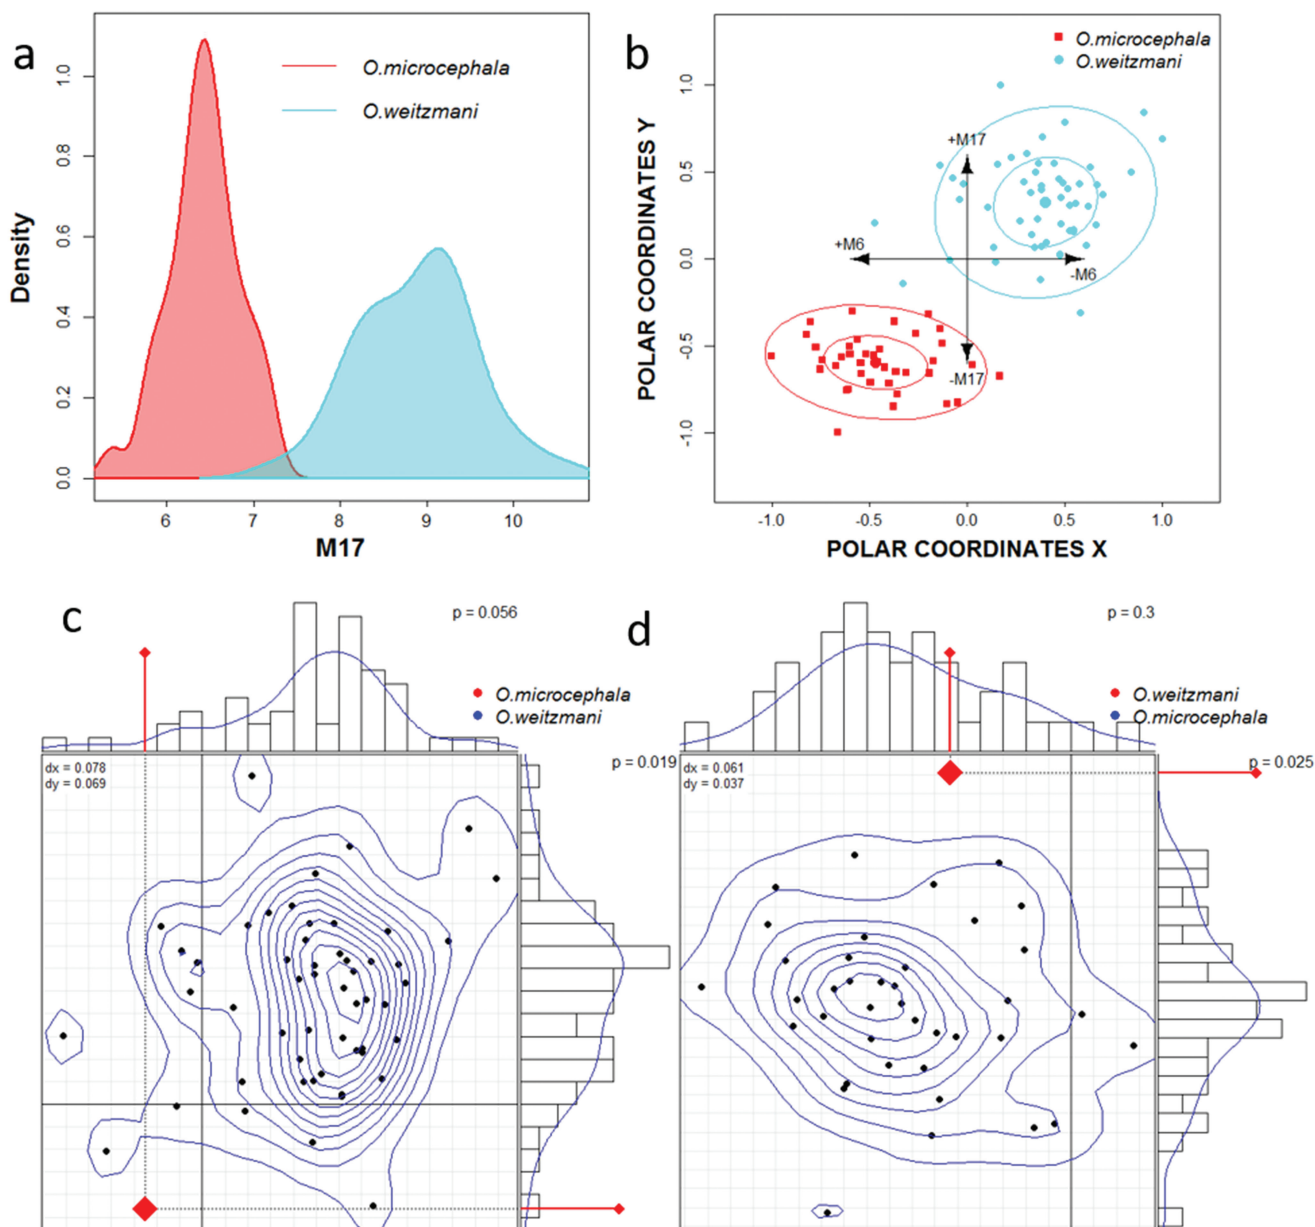 a
O.microcephala
O.weitzmani
Density
0.0 0.2 0.4 0.6 0.8 1.0
6 7 8 9 10
M17
b
O.microcephala
O.weitzmani
POLAR COORDINATES Y
-1.0 -0.5 0.0 0.5 1.0
+M17
+M6
-M6
-M17
-1.0 -0.5 0.0 0.5 1.0
POLAR COORDINATES X
c
p = 0.056
O.microcephala
O.weitzmani
dx = 0.078
dy = 0.069
p = 0.019
d
p = 0.3
O.weitzmani
O.microcephala
dx = 0.061
dy = 0.037
p = 0.025